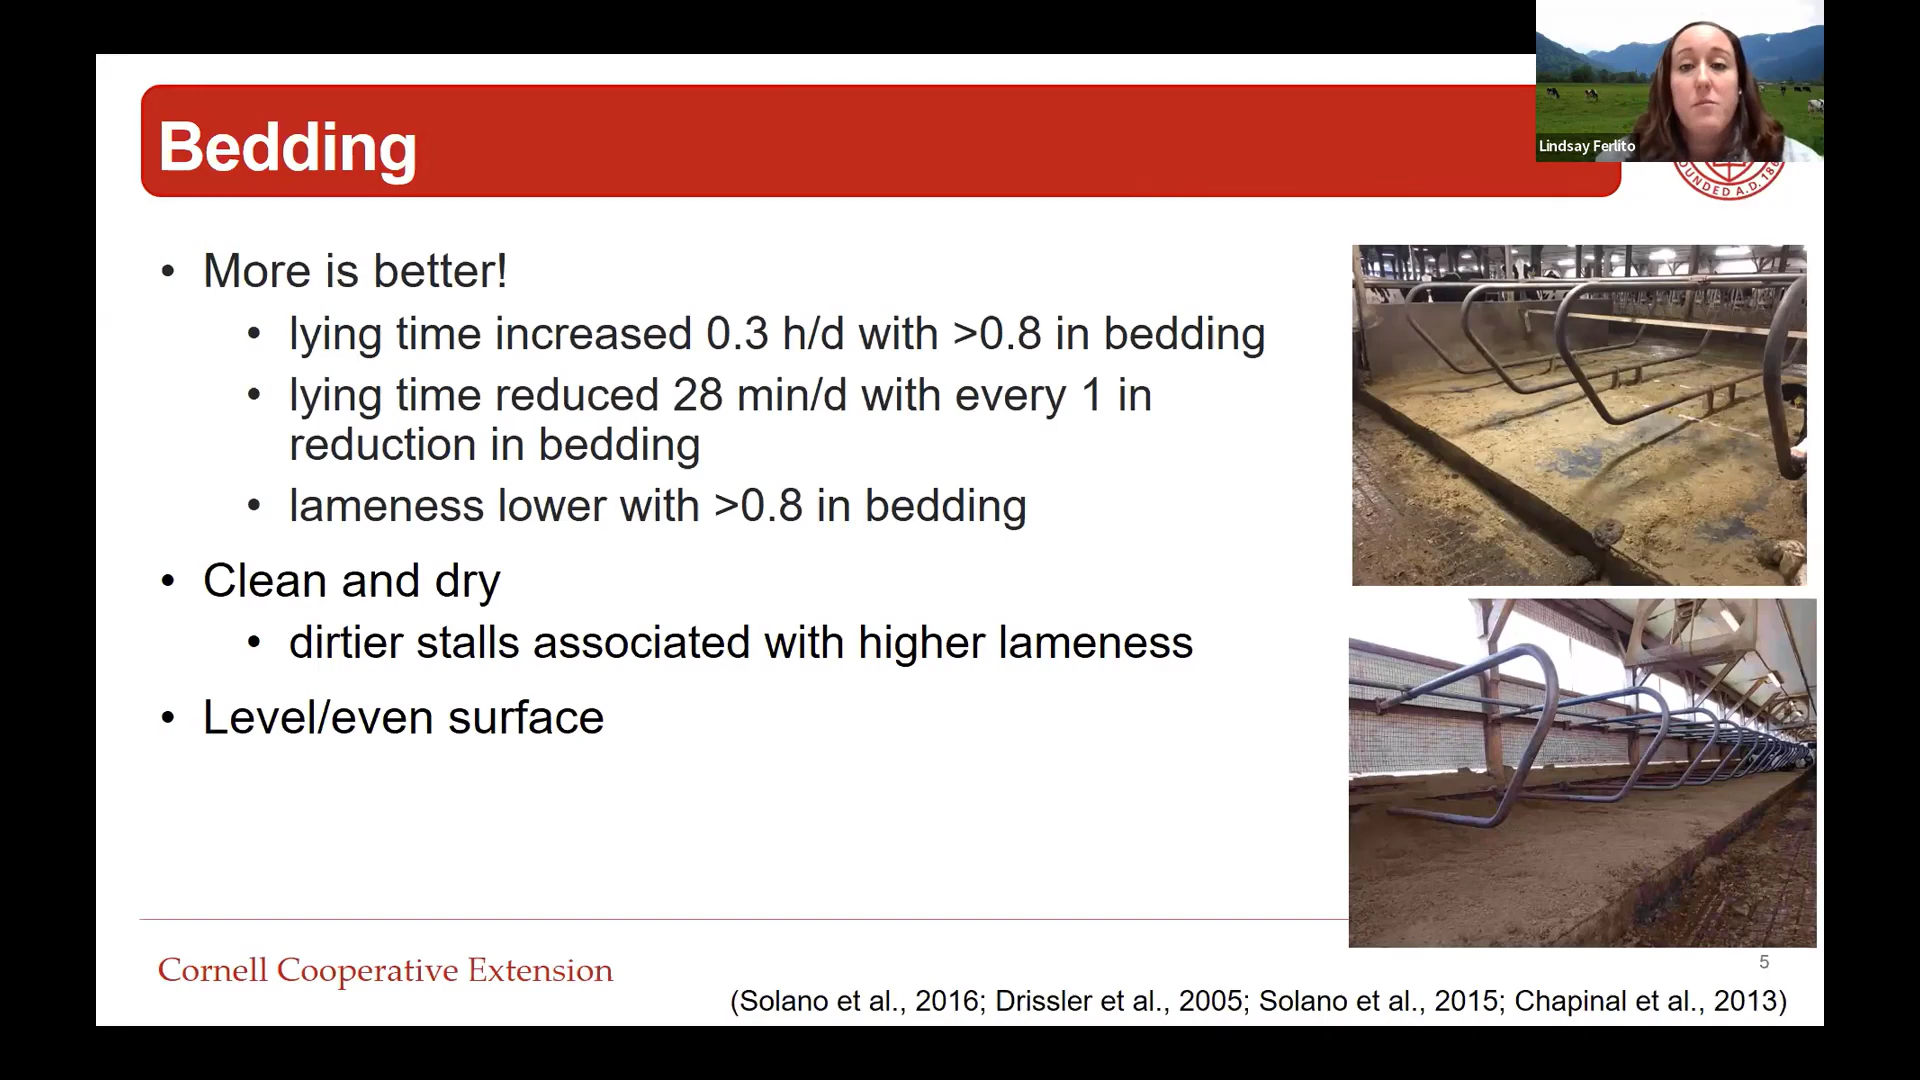 Bedding
Lindsay Ferlito
OUNDED A.D. 186
• More is better!
• lying time increased 0.3 h/d with >0.8 in bedding
• lying time reduced 28 min/d with every 1 in
reduction in bedding
• lameness lower with >0.8 in bedding
• Clean and dry
• dirtier stalls associated with higher lameness
• Level/even surface
Cornell Cooperative Extension
5
(Solano et al., 2016; Drissler et al., 2005; Solano et al., 2015; Chapinal et al., 2013)